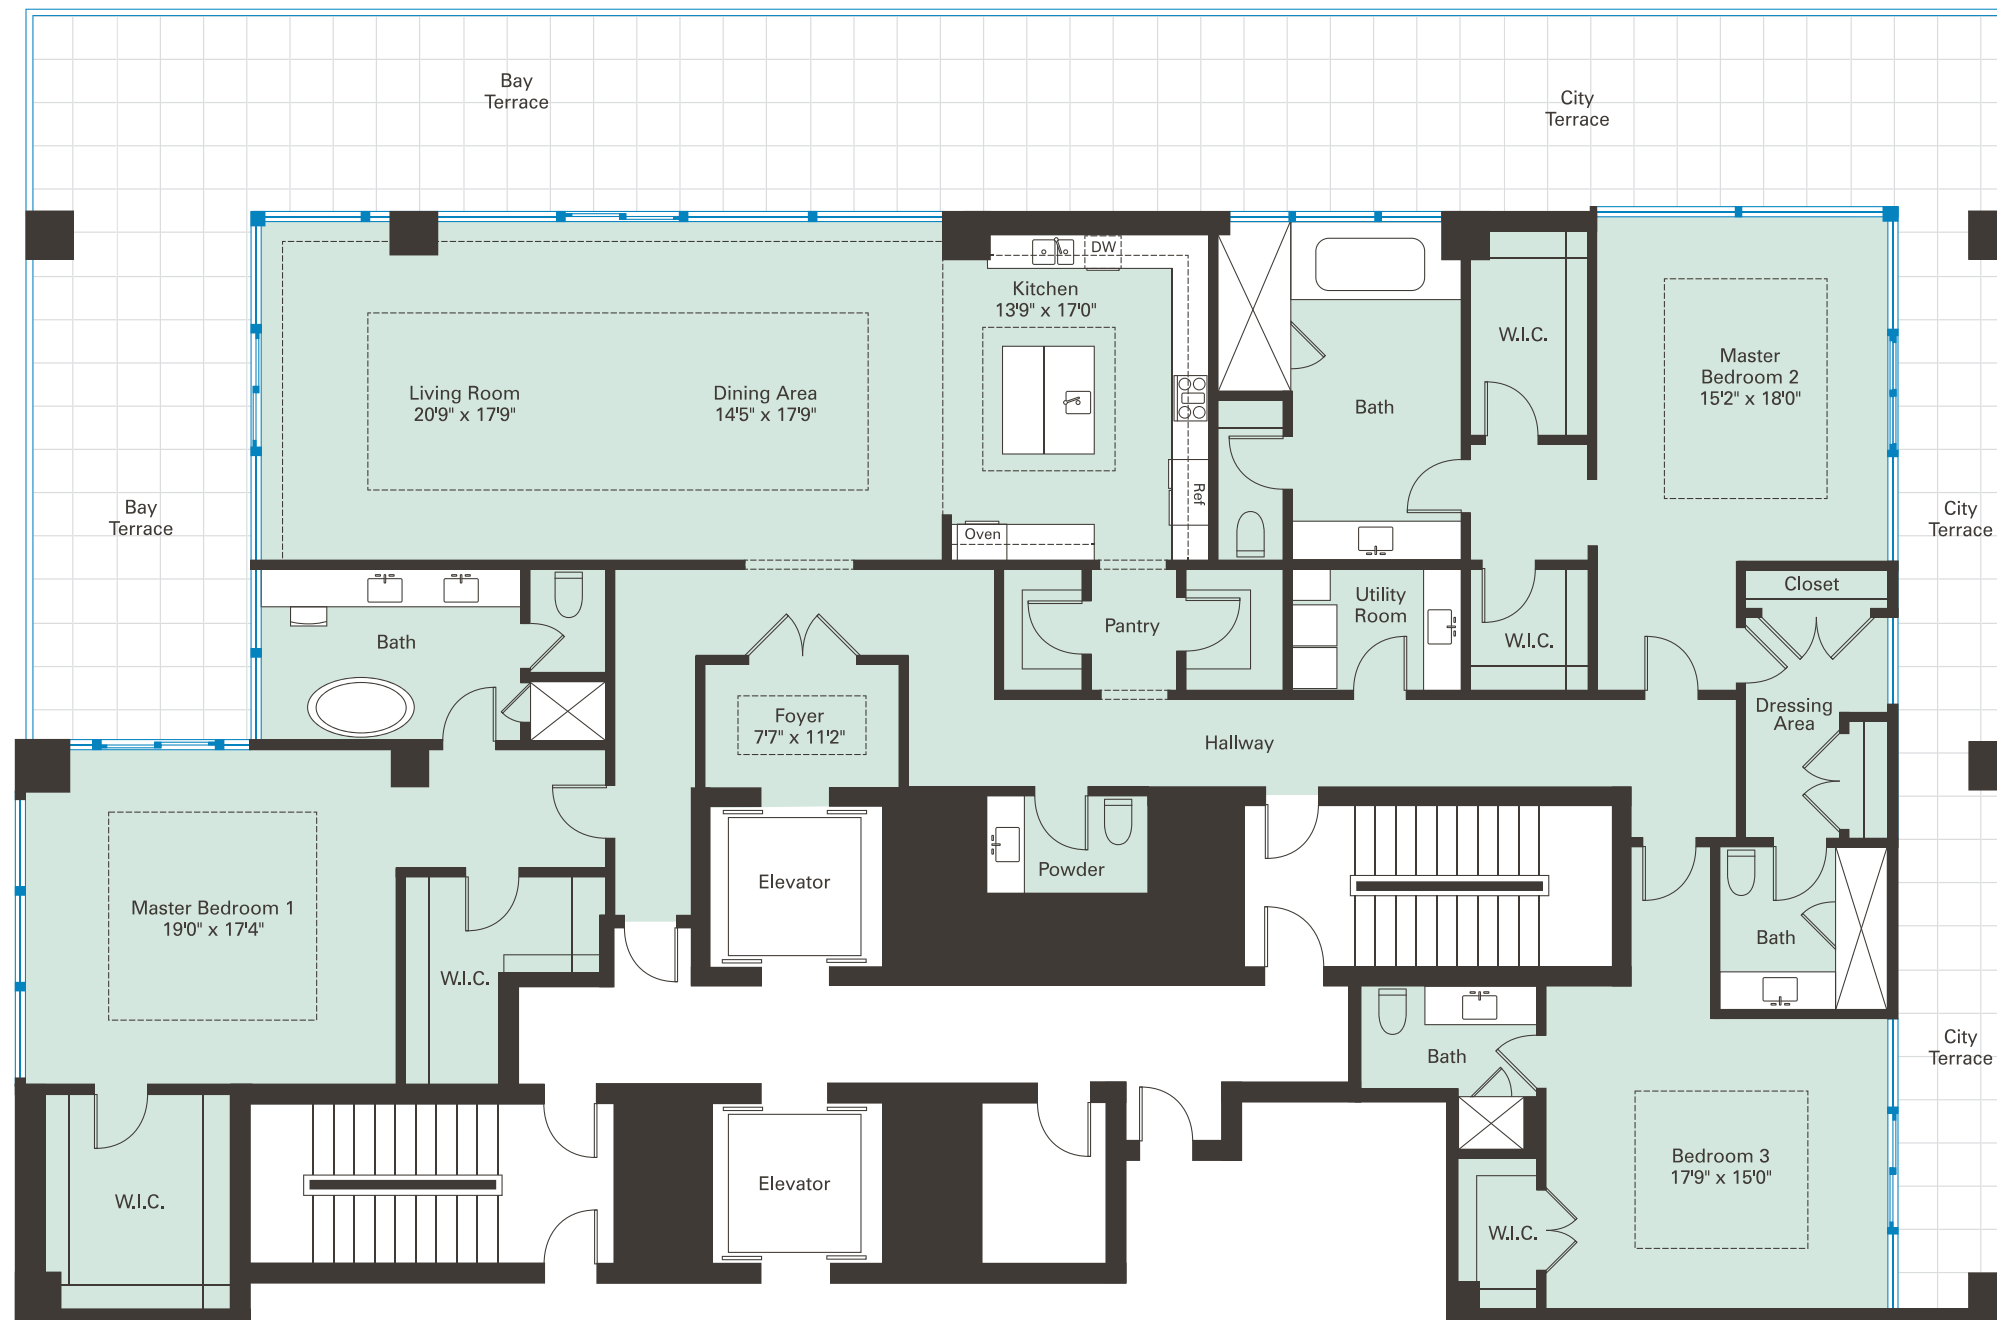 Bay
Terrace
City
Terrace
DW
Kitchen
13'9" x 17'0"
W.I.C.
Master
Bedroom 2
15'2" x 18'0"
Living Room
20'9" x 17'9"
Dining Area
14'5" x 17'9"
Bath
Ref
Bay
Terrace
City
Terrace
Oven
Closet
Utility
Room
Pantry
Bath
W.I.C.
Foyer
7'7" x 11'2"
Dressing
Area
Hallway
Powder
Elevator
Master Bedroom 1
19'0" x 17'4"
Bath
W.I.C.
Bath
City
Terrace
Bedroom 3
17'9" x 15'0"
Elevator
W.I.C.
W.I.C.